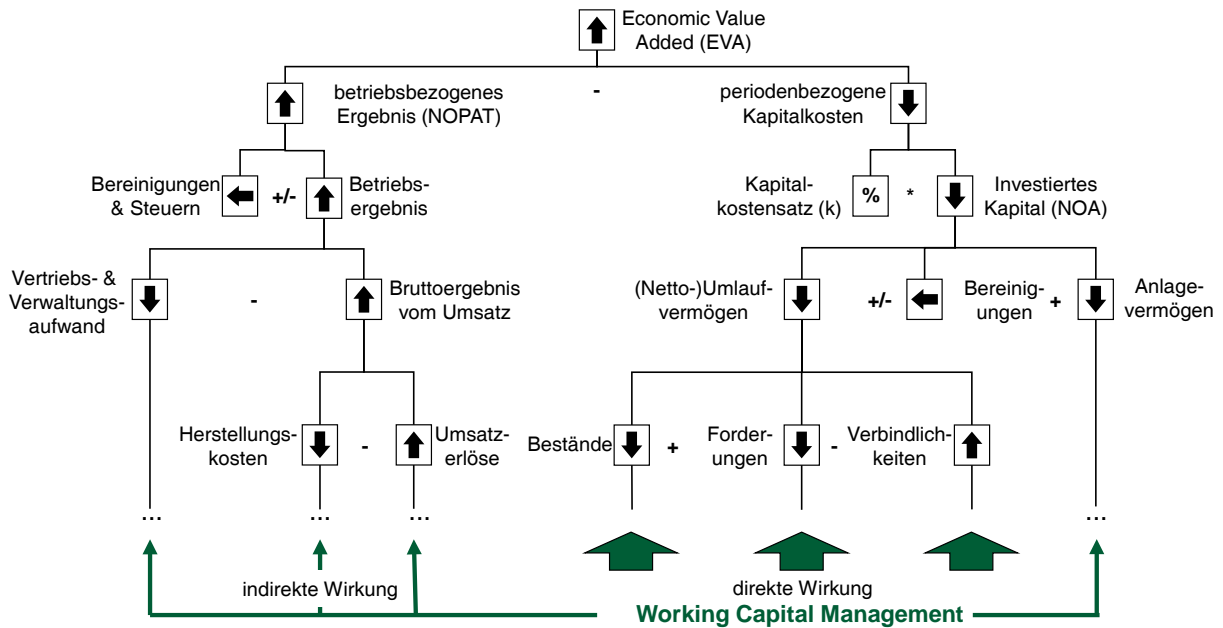 Economic Value
Added (EVA)
betriebsbezogenes
Ergebnis (NOPAT)
-
periodenbezogene
Kapitalkosten
Bereinigungen
& Steuern
+/-
Betriebs-
ergebnis
Kapital-
kostensatz (k)
%
*
Investiertes
Kapital (NOA)
Vertriebs- &
Verwaltungs-
aufwand
-
Bruttoergebnis
vom Umsatz
(Netto-)Umlauf-
vermögen
+/-
Bereinig-
ungen
+
Anlage-
vermögen
Herstellungs-
kosten
-
Umsatz-
erlöse
Bestände
+
Forder-
ungen
-
Verbindlich-
keiten
...
...
...
...
indirekte Wirkung
direkte Wirkung
Working Capital Management